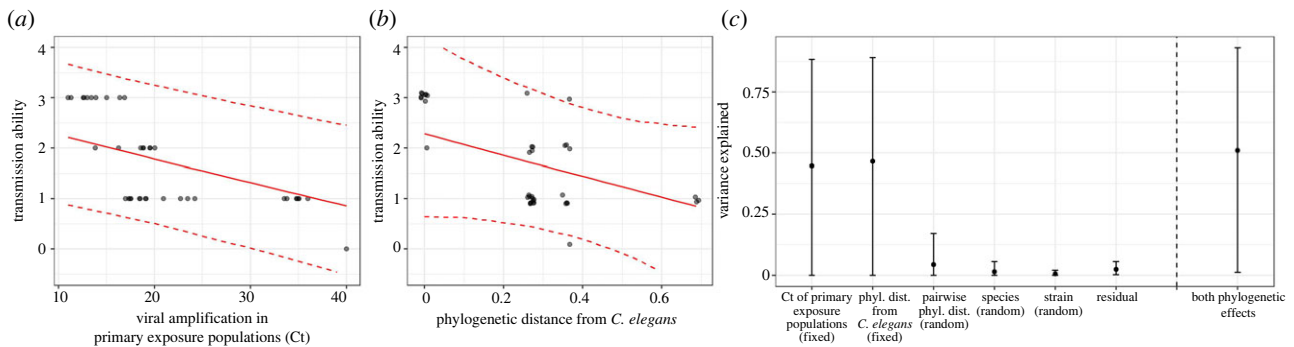 (a)
4
3
2
1
0
transmission ability
10
20
30
40
viral amplification in
primary exposure populations (Ct)
(b)
4
3
2
1
0
transmission ability
0
0.2
0.4
0.6
phylogenetic distance from C. elegans
(c)
0.75
0.50
0.25
0
variance explained
Ct of primary
exposure
populations
(fixed)
phyl. dist.
from
C. elegans
(fixed)
pairwise
phyl. dist.
(random)
species
(random)
strain
(random)
residual
both phylogenetic
effects